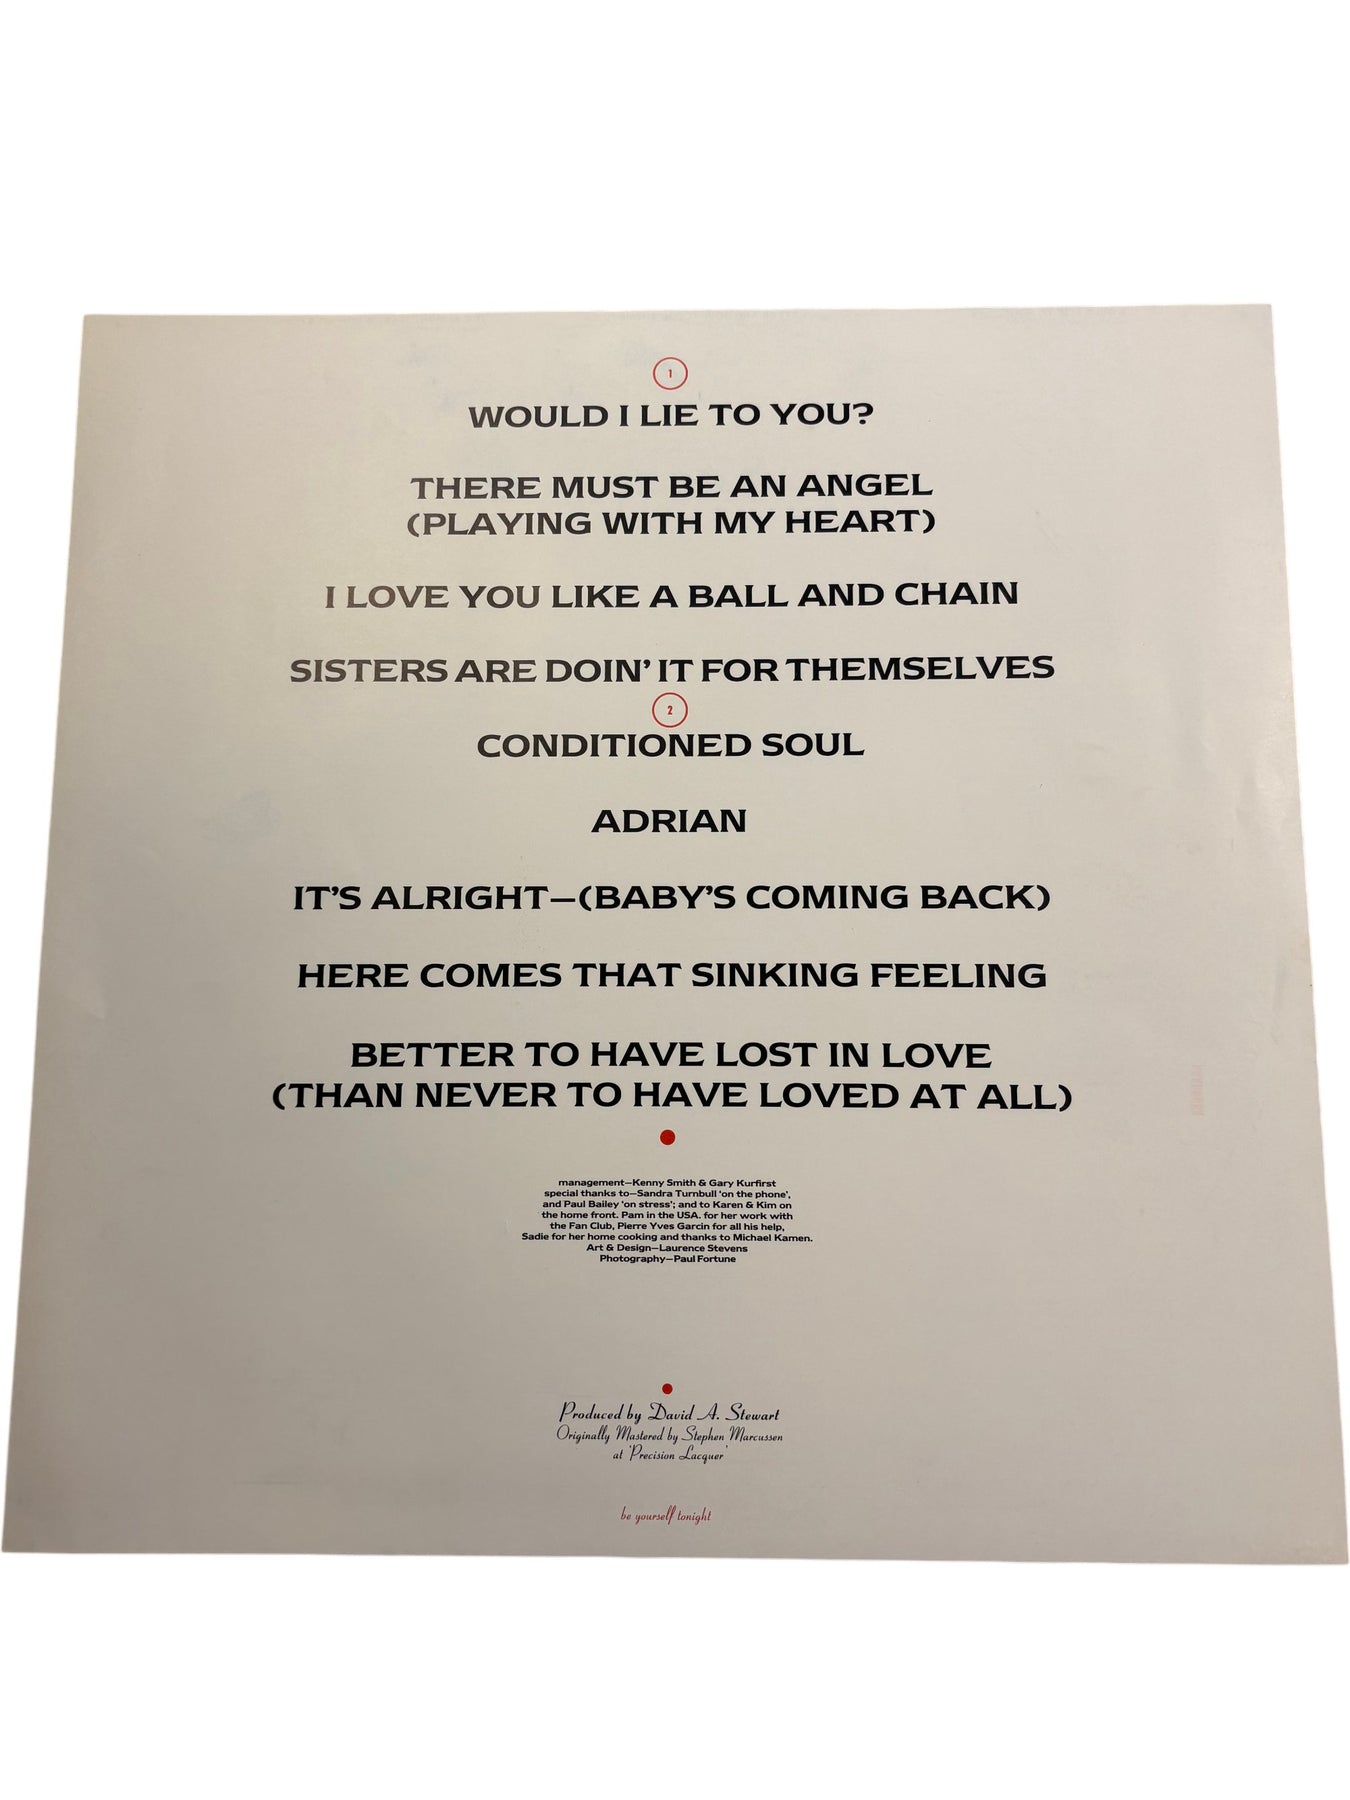 1
WOULD I LIE TO YOU?
THERE MUST BE AN ANGEL
(PLAYING WITH MY HEART)
I LOVE YOU LIKE A BALL AND CHAIN
SISTERS ARE DOIN' IT FOR THEMSELVES
2
CONDITIONED SOUL
ADRIAN
IT'S ALRIGHT—(BABY'S COMING BACK)
HERE COMES THAT SINKING FEELING
BETTER TO HAVE LOST IN LOVE
(THAN NEVER TO HAVE LOVED AT ALL)
management—Kenny Smith & Gary Kurfirst
special thanks to—Sandra Turnbull 'on the phone',
and Paul Bailey 'on stress'; and to Karen & Kim on
the home front. Pam in the USA. for her work with
the Fan Club, Pierre Yves Garcin for all his help,
Sadie for her home cooking and thanks to Michael Kamen.
Art & Design—Laurence Stevens
Photography—Paul Fortune
Produced by David A. Stewart
Originally Mastered by Stephen Marcussen
at 'Precision Lacquer'
be yourself tonight